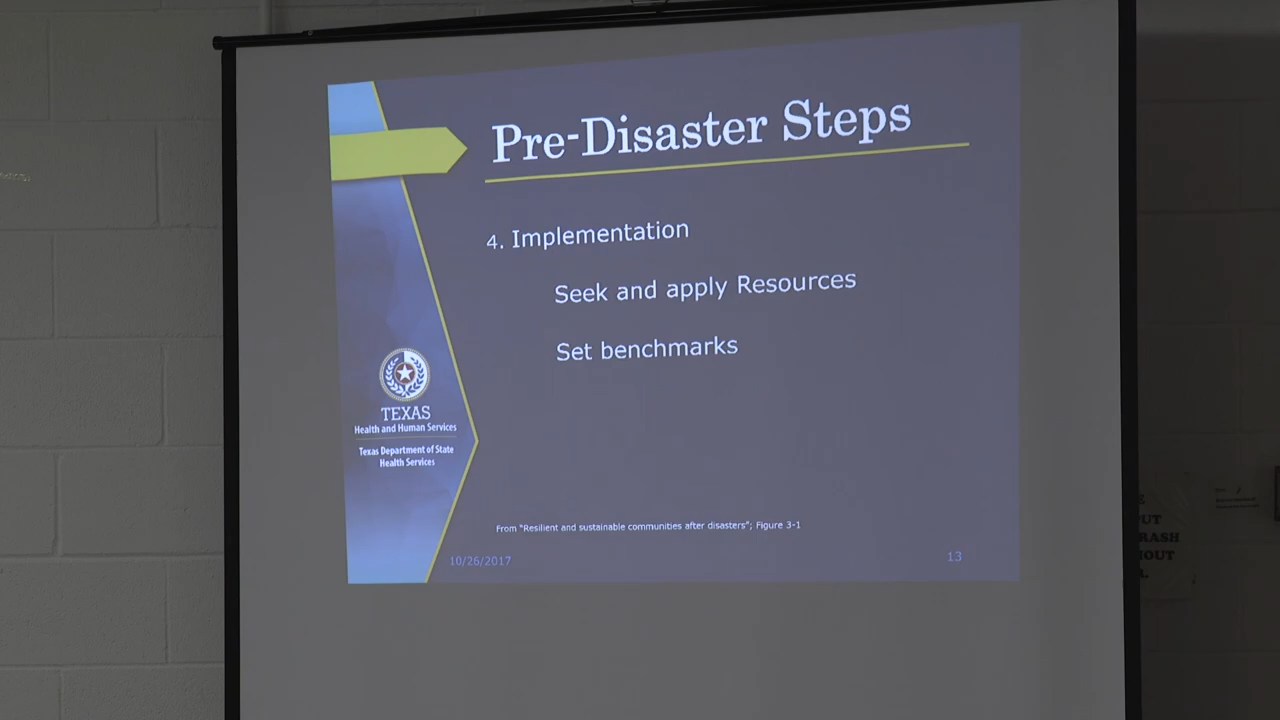 Pre-Disaster Steps
4. Implementation
Seek and apply Resources
Set benchmarks
TEXAS
Health and Human Services
Texas Department of State
Health Services
From "Resilient and sustainable communities after disasters"; Figure 3-1
10/26/2017
13